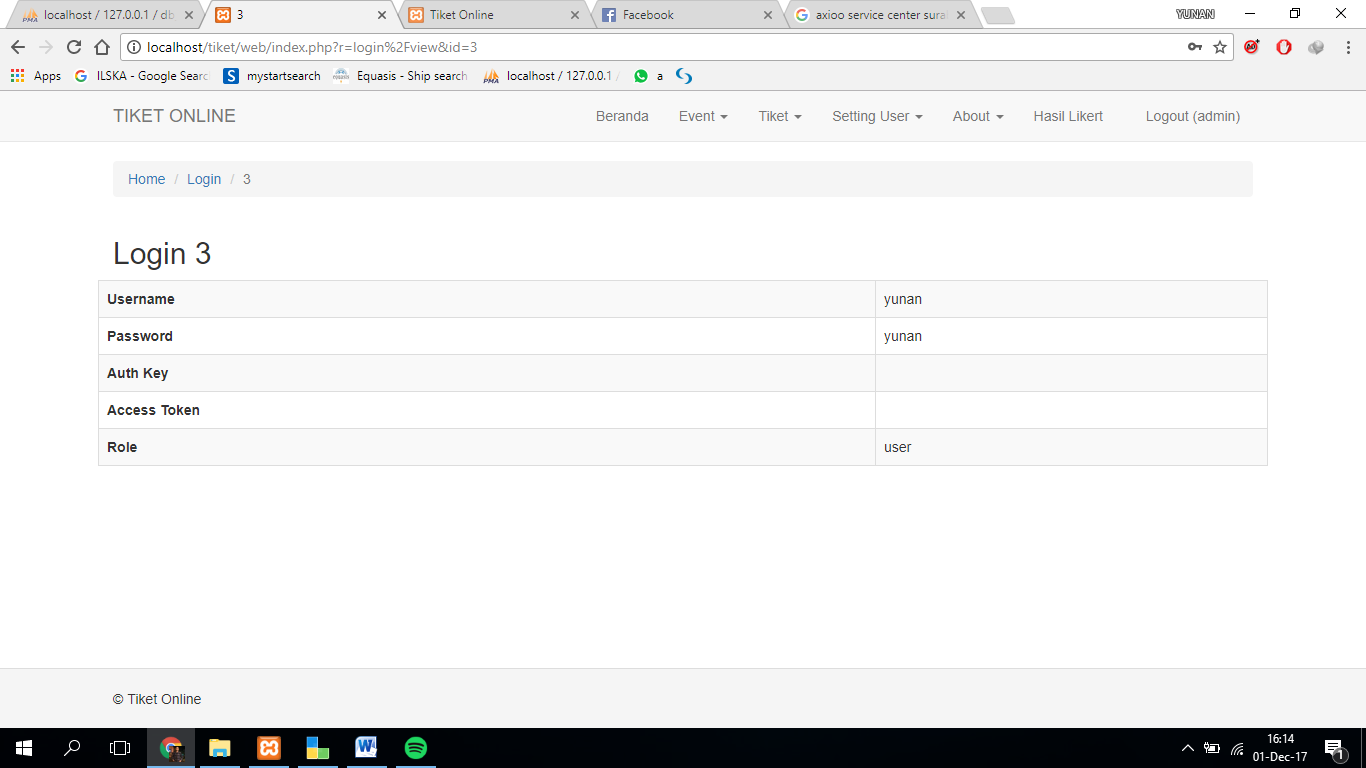 localhost / 127.0.0.1 / db
3
Tiket Online
Facebook
axioo service center sura
YUNAN
localhost/tiket/web/index.php?r=login%2Fview&id=3
Apps
ILSKA - Google Searc
mystartsearch
Equasis - Ship search
localhost / 127.0.0.1 /
a
TIKET ONLINE
Beranda
Event
Tiket
Setting User
About
Hasil Likert
Logout (admin)
Home / Login / 3
Login 3
Username yunan
Password yunan
Auth Key
Access Token
Role user
© Tiket Online
16:14
01-Dec-17
1